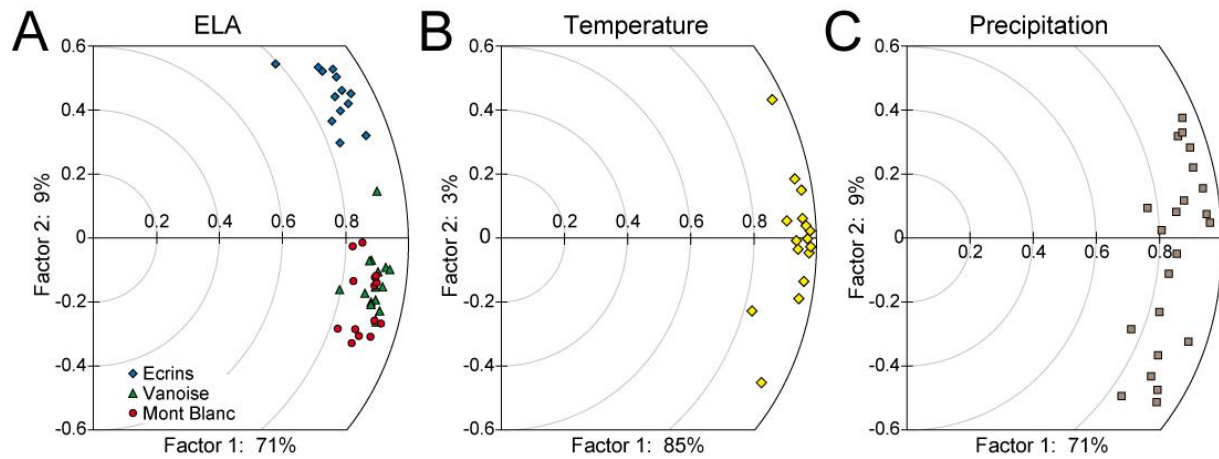 A
ELA
0.6
0.4
0.2
0
-0.2
-0.4
-0.6
0.2
0.4
0.6
0.8
Factor 2: 9%
Ecrins
Vanoise
Mont Blanc
Factor 1: 71%
B
Temperature
0.6
0.4
0.2
0
-0.2
-0.4
-0.6
0.2
0.4
0.6
0.8
Factor 2: 3%
Factor 1: 85%
C
Precipitation
0.6
0.4
0.2
0
-0.2
-0.4
-0.6
0.2
0.4
0.6
0.8
Factor 2: 9%
Factor 1: 71%